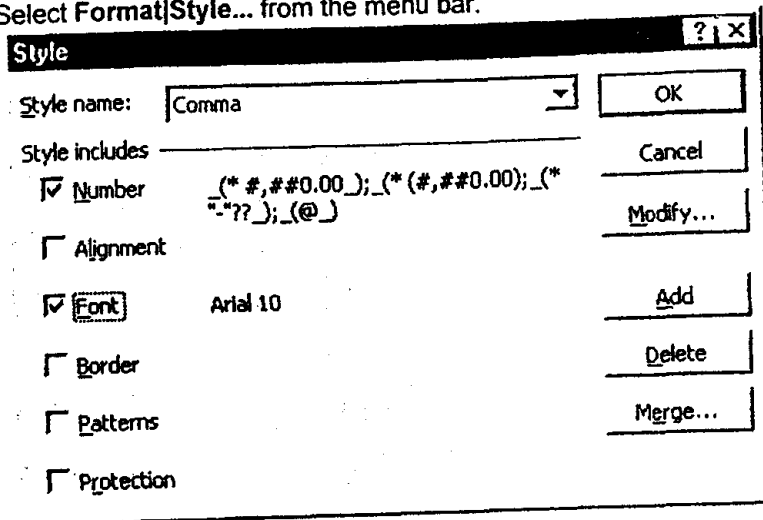 Select Format|Style... from the menu bar.
Style ? X
Style name: Comma OK
Style includes Cancel
Number _(* #,##0.00_);_(* (#,##0.00);_(*
"-"??_);_(@_) Modify...
Alignment
Font Arial 10 Add
Border Delete
Patterns Merge...
Protection